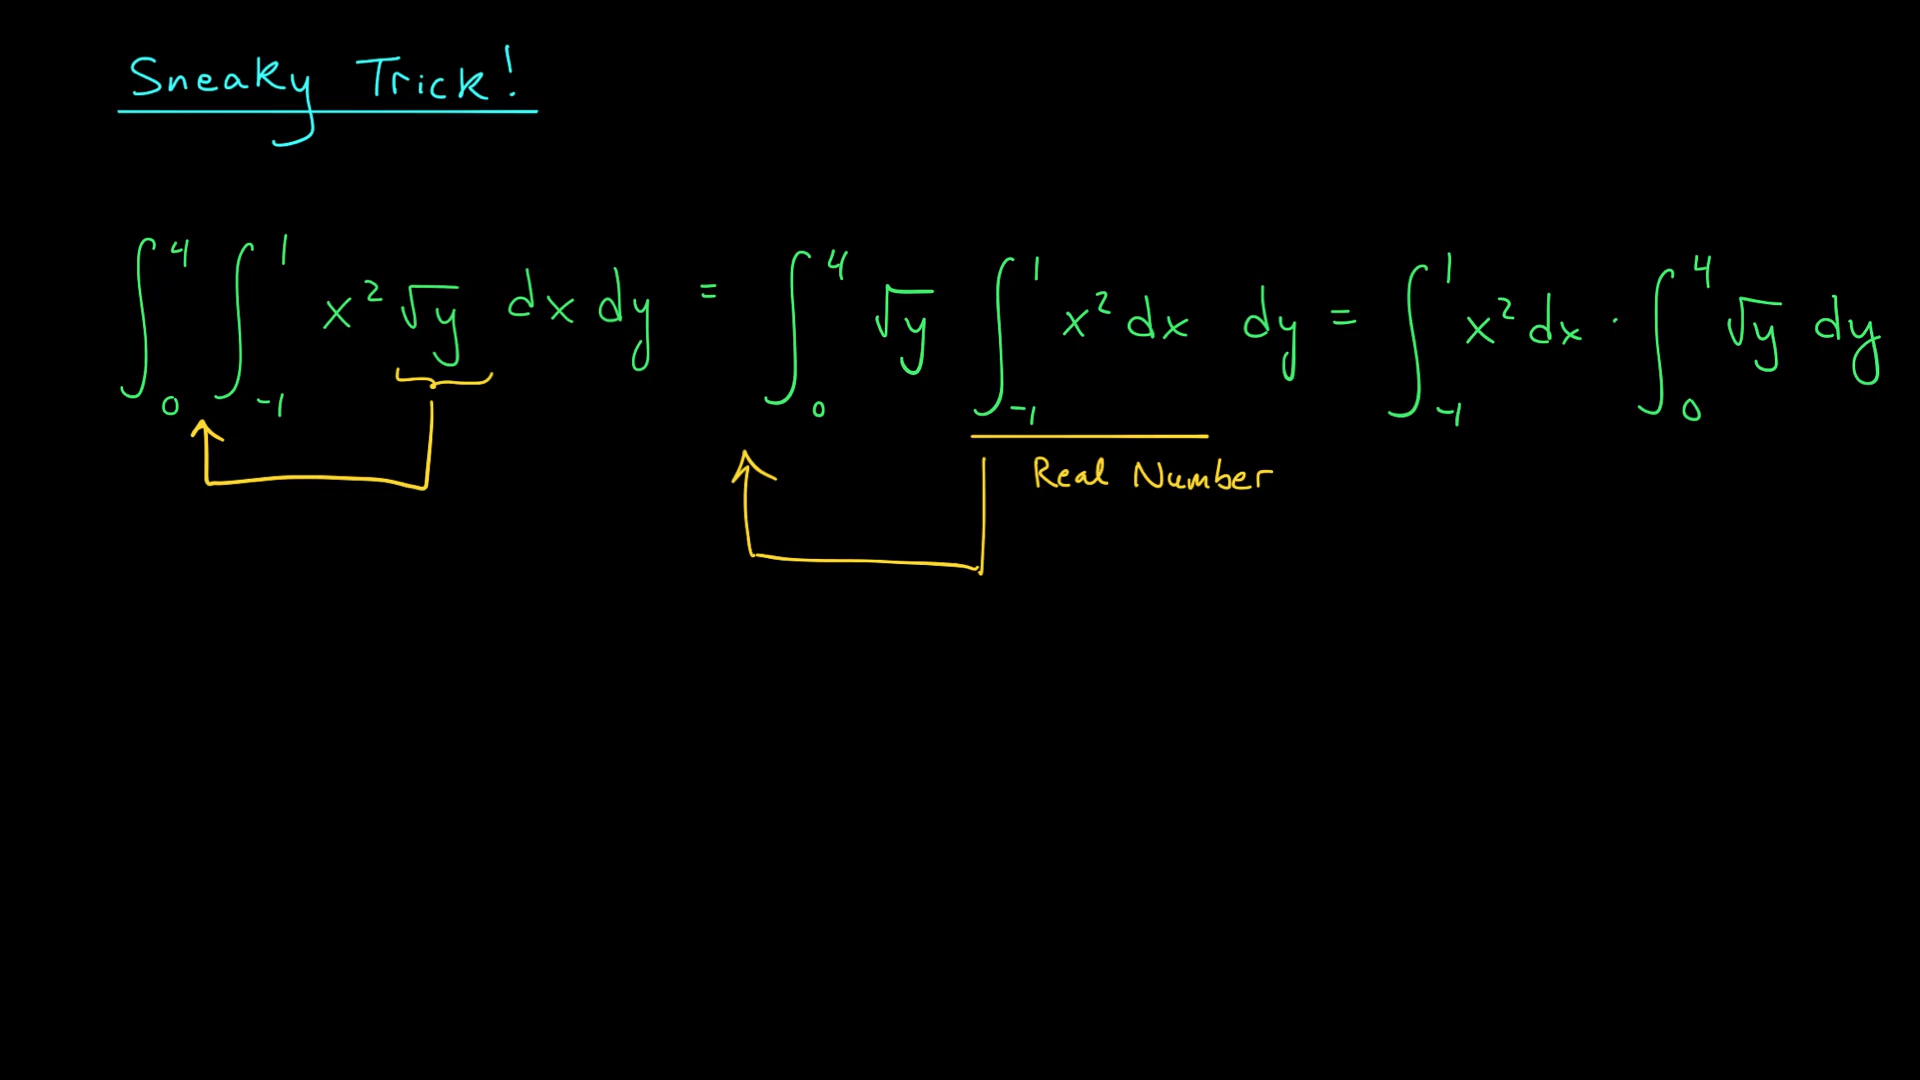 Sneaky Trick!
∫₀⁴ ∫₋₁¹ x² √y dx dy = ∫₀⁴ √y ∫₋₁¹ x² dx dy = ∫₋₁¹ x² dx · ∫₀⁴ √y dy
Real Number